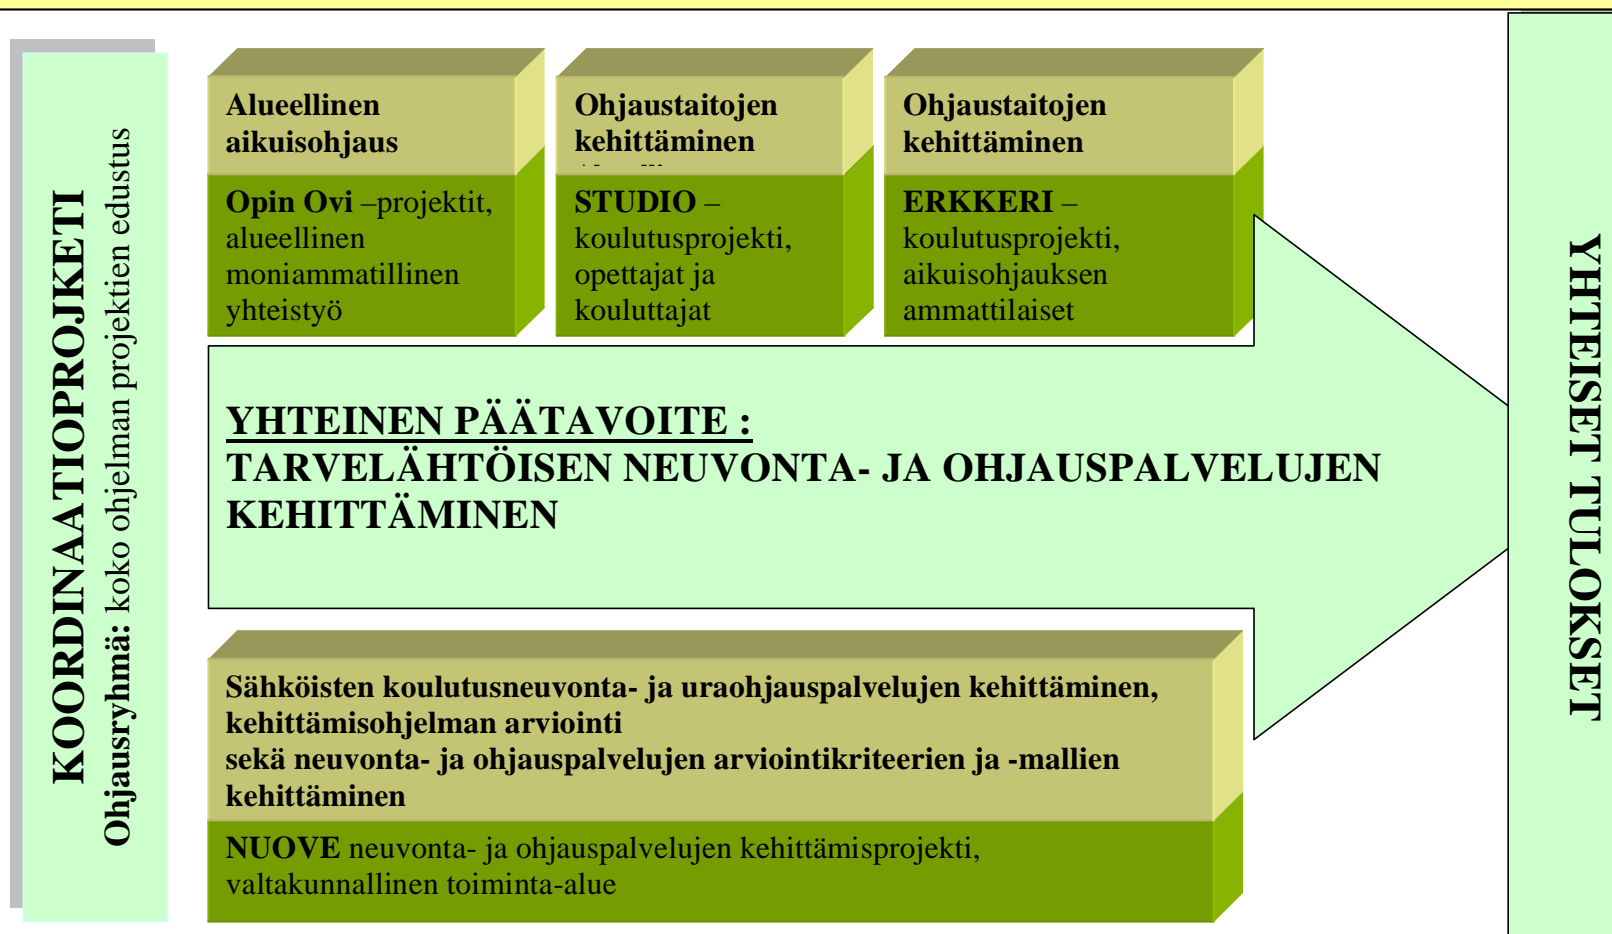 KOORDINAATIOPROJKETI
Ohjausryhmä: koko ohjelman projektien edustus
Alueellinen
aikuisohjaus
Opin Ovi –projektit,
alueellinen
moniammatillinen
yhteistyö
Ohjaustaitojen
kehittäminen
STUDIO –
koulutusprojekti,
opettajat ja
kouluttajat
Ohjaustaitojen
kehittäminen
ERKKERI –
koulutusprojekti,
aikuisohjauksen
ammattilaiset
YHTEINEN PÄÄTAVOITE :
TARVELÄHTÖISEN NEUVONTA- JA OHJAUSPALVELUJEN
KEHITTÄMINEN
Sähköisten koulutusneuvonta- ja uraohjauspalvelujen kehittäminen,
kehittämisohjelman arviointi
sekä neuvonta- ja ohjauspalvelujen arviointikriteerien ja -mallien
kehittäminen
NUOVE neuvonta- ja ohjauspalvelujen kehittämisprojekti,
valtakunnallinen toiminta-alue
YHTEISET TULOKSET